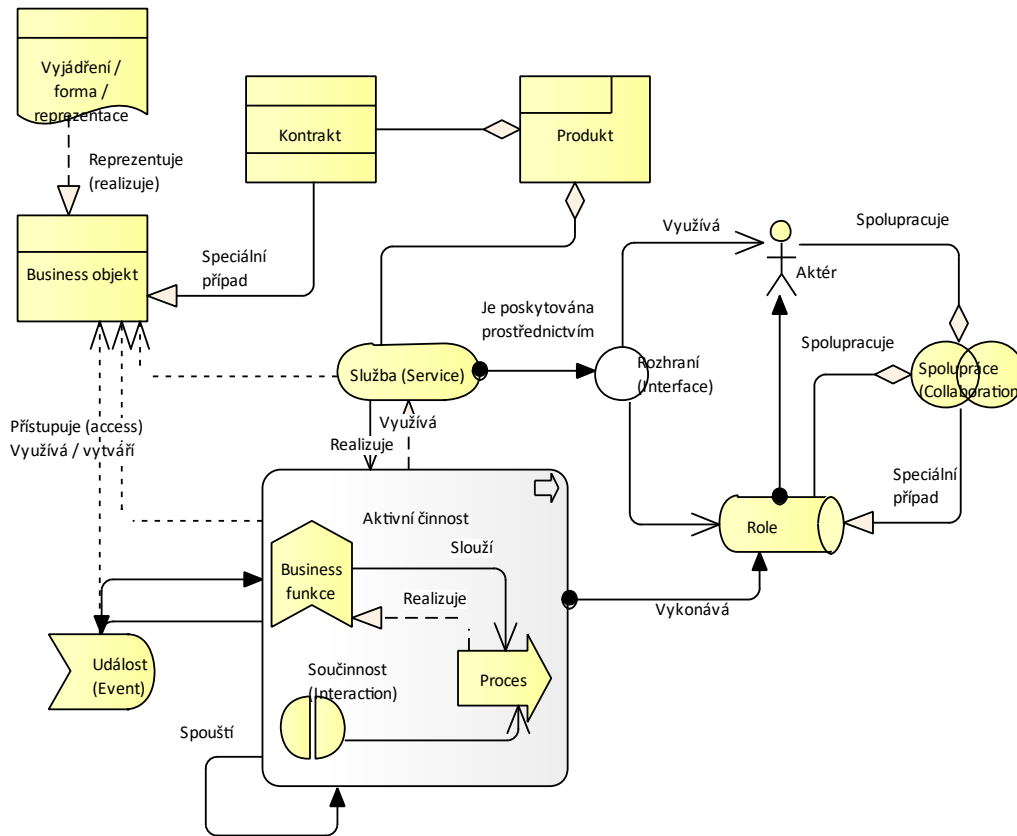 Vyjádření /
forma /
reprezentace
Kontrakt
Produkt
Reprezentuje
(realizuje)
Business objekt
Speciální
případ
Využívá
Spolupracuje
Aktér
Je poskytována
prostřednictvím
Služba (Service)
Rozhraní
(Interface)
Spolupracuje
Spolupráce
(Collaboration
Přístupuje (access)
Využívá / vytváří
Využívá
Realizuje
Speciální
případ
Aktivní činnost
Role
Slouží
Business
funkce
Realizuje
Vykonává
Událost
(Event)
Součinnost
(Interaction)
Proces
Spouští